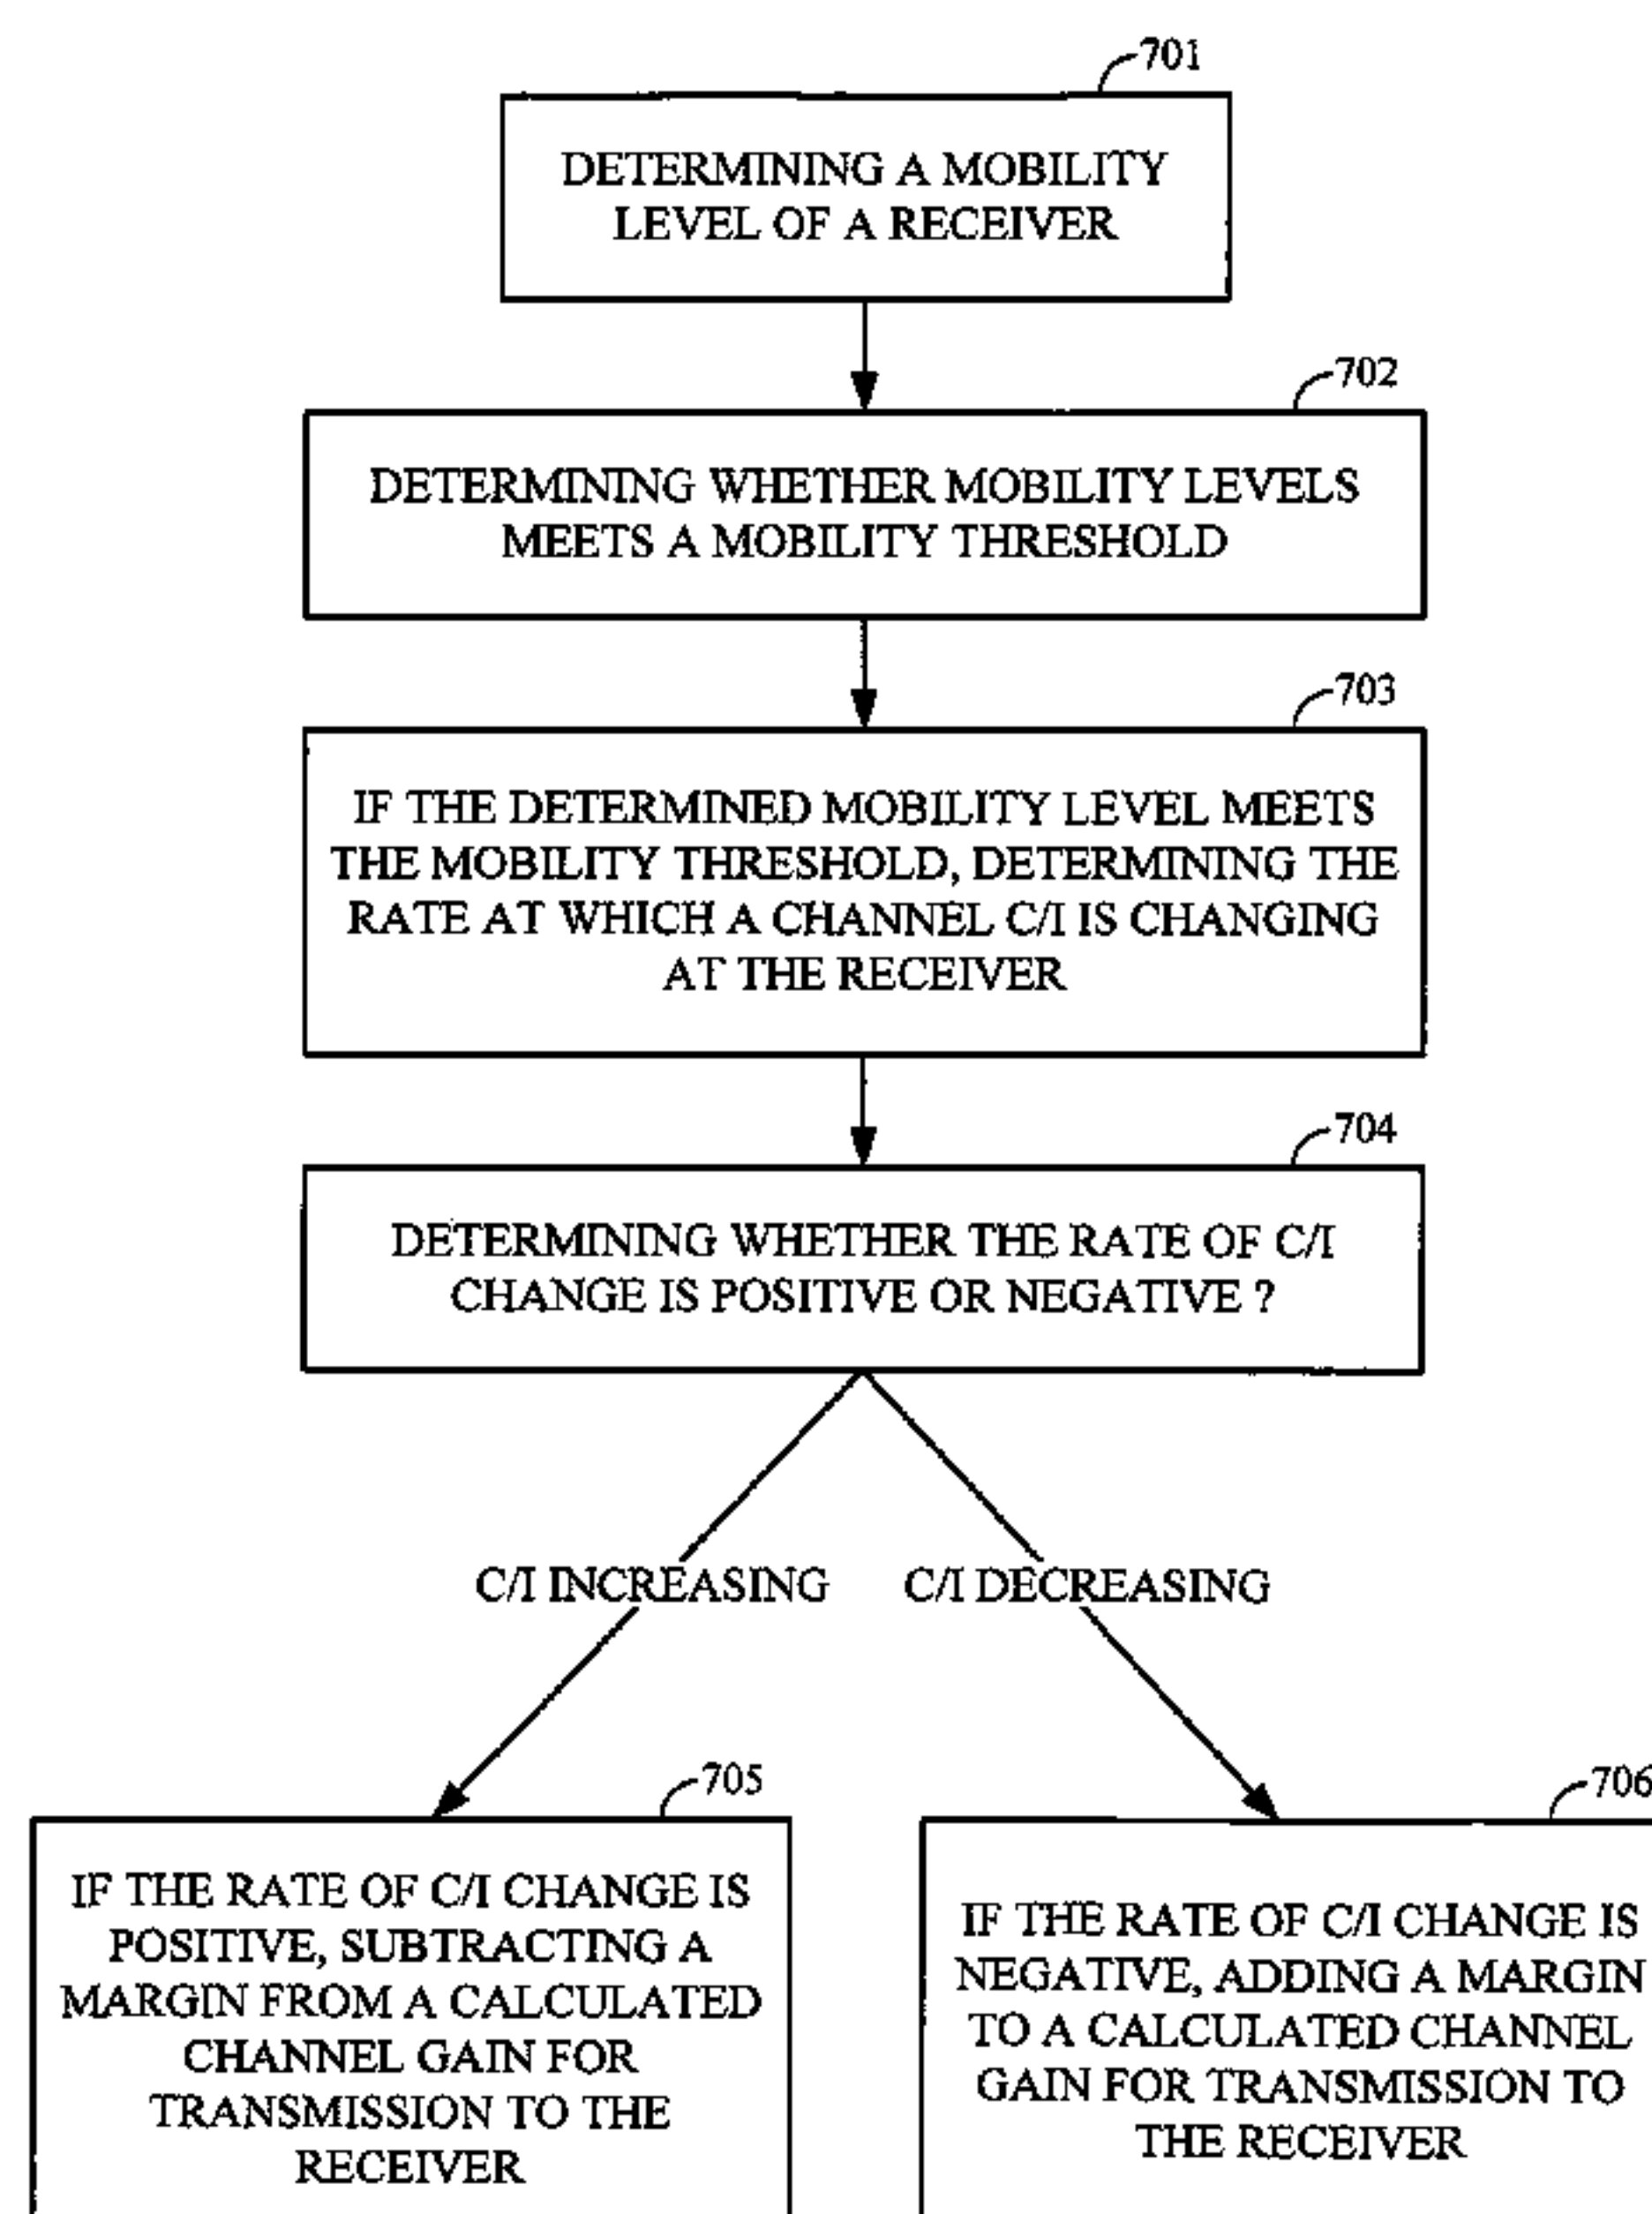 701
DETERMINING A MOBILITY
LEVEL OF A RECEIVER
702
DETERMINING WHETHER MOBILITY LEVELS
MEETS A MOBILITY THRESHOLD
703
IF THE DETERMINED MOBILITY LEVEL MEETS
THE MOBILITY THRESHOLD, DETERMINING THE
RATE AT WHICH A CHANNEL C/I IS CHANGING
AT THE RECEIVER
704
DETERMINING WHETHER THE RATE OF C/I
CHANGE IS POSITIVE OR NEGATIVE ?
C/I INCREASING
C/I DECREASING
705
IF THE RATE OF C/I CHANGE IS
POSITIVE, SUBTRACTING A
MARGIN FROM A CALCULATED
CHANNEL GAIN FOR
TRANSMISSION TO THE
RECEIVER
706
IF THE RATE OF C/I CHANGE IS
NEGATIVE, ADDING A MARGIN
TO A CALCULATED CHANNEL
GAIN FOR TRANSMISSION TO
THE RECEIVER